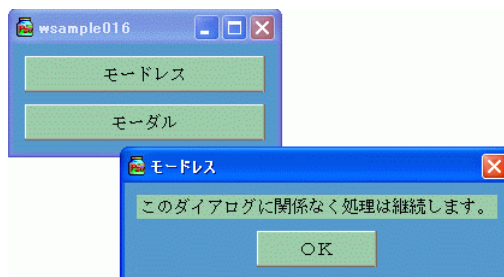 wsample016
モードレス
モーダル
モードレス
このダイアログに関係なく処理は継続します。
ＯＫ